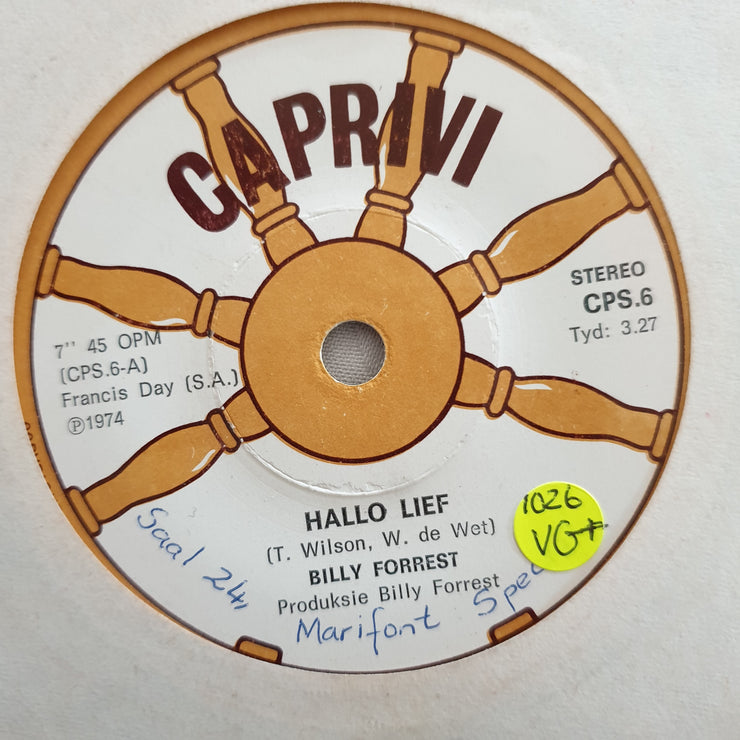 CAPRIVI
STEREO
CPS.6
Tyd: 3.27
7" 45 OPM
(CPS.6-A)
Francis Day (S.A.)
℗1974
HALLO LIEF
(T. Wilson, W. de Wet)
BILLY FORREST
Produksie Billy Forrest
1026
VG+
Saal 24
Marifont